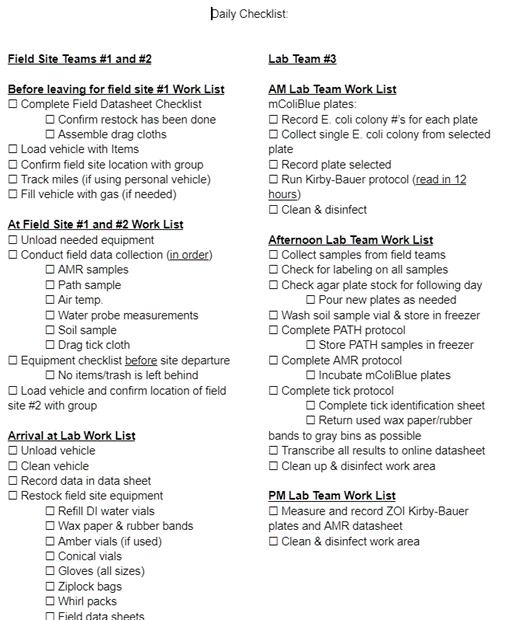 Daily Checklist:
Field Site Teams #1 and #2
Before leaving for field site #1 Work List
☐ Complete Field Datasheet Checklist
☐ Confirm restock has been done
☐ Assemble drag cloths
☐ Load vehicle with Items
☐ Confirm field site location with group
☐ Track miles (if using personal vehicle)
☐ Fill vehicle with gas (if needed)
At Field Site #1 and #2 Work List
☐ Unload needed equipment
☐ Conduct field data collection (in order)
☐ AMR samples
☐ Path sample
☐ Air temp.
☐ Water probe measurements
☐ Soil sample
☐ Drag tick cloth
☐ Equipment checklist before site departure
☐ No items/trash is left behind
☐ Load vehicle and confirm location of field
site #2 with group
Arrival at Lab Work List
☐ Unload vehicle
☐ Clean vehicle
☐ Record data in data sheet
☐ Restock field site equipment
☐ Refill DI water vials
☐ Wax paper & rubber bands
☐ Amber vials (if used)
☐ Conical vials
☐ Gloves (all sizes)
☐ Ziplock bags
☐ Whirl packs
☐ Field data sheets
Lab Team #3
AM Lab Team Work List
mColiBlue plates:
☐ Record E. coli colony #'s for each plate
☐ Collect single E. coli colony from selected
plate
☐ Record plate selected
☐ Run Kirby-Bauer protocol (read in 12
hours)
☐ Clean & disinfect
Afternoon Lab Team Work List
☐ Collect samples from field teams
☐ Check for labeling on all samples
☐ Check agar plate stock for following day
☐ Pour new plates as needed
☐ Wash soil sample vial & store in freezer
☐ Complete PATH protocol
☐ Store PATH samples in freezer
☐ Complete AMR protocol
☐ Incubate mColiBlue plates
☐ Complete tick protocol
☐ Complete tick identification sheet
☐ Return used wax paper/rubber
bands to gray bins as possible
☐ Transcribe all results to online datasheet
☐ Clean up & disinfect work area
PM Lab Team Work List
☐ Measure and record ZOI Kirby-Bauer
plates and AMR datasheet
☐ Clean & disinfect work area